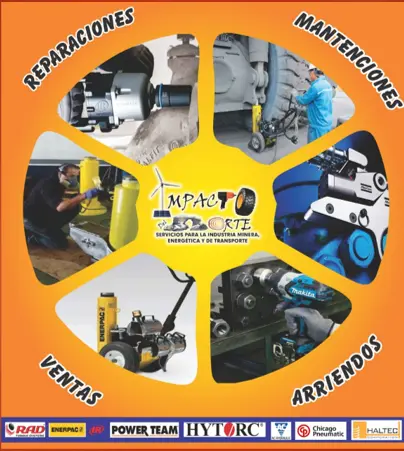 REPARACIONES
MANTENCIONES
IMPACTO
NORTE
SERVICIOS PARA LA INDUSTRIA MINERA,
ENERGÉTICA Y DE TRANSPORTE
ENERPAC
makita
VENTAS
ARRIENDOS
RAD
ENERPAC
POWER TEAM
HYTORC
Chicago
Pneumatic
HALTEC